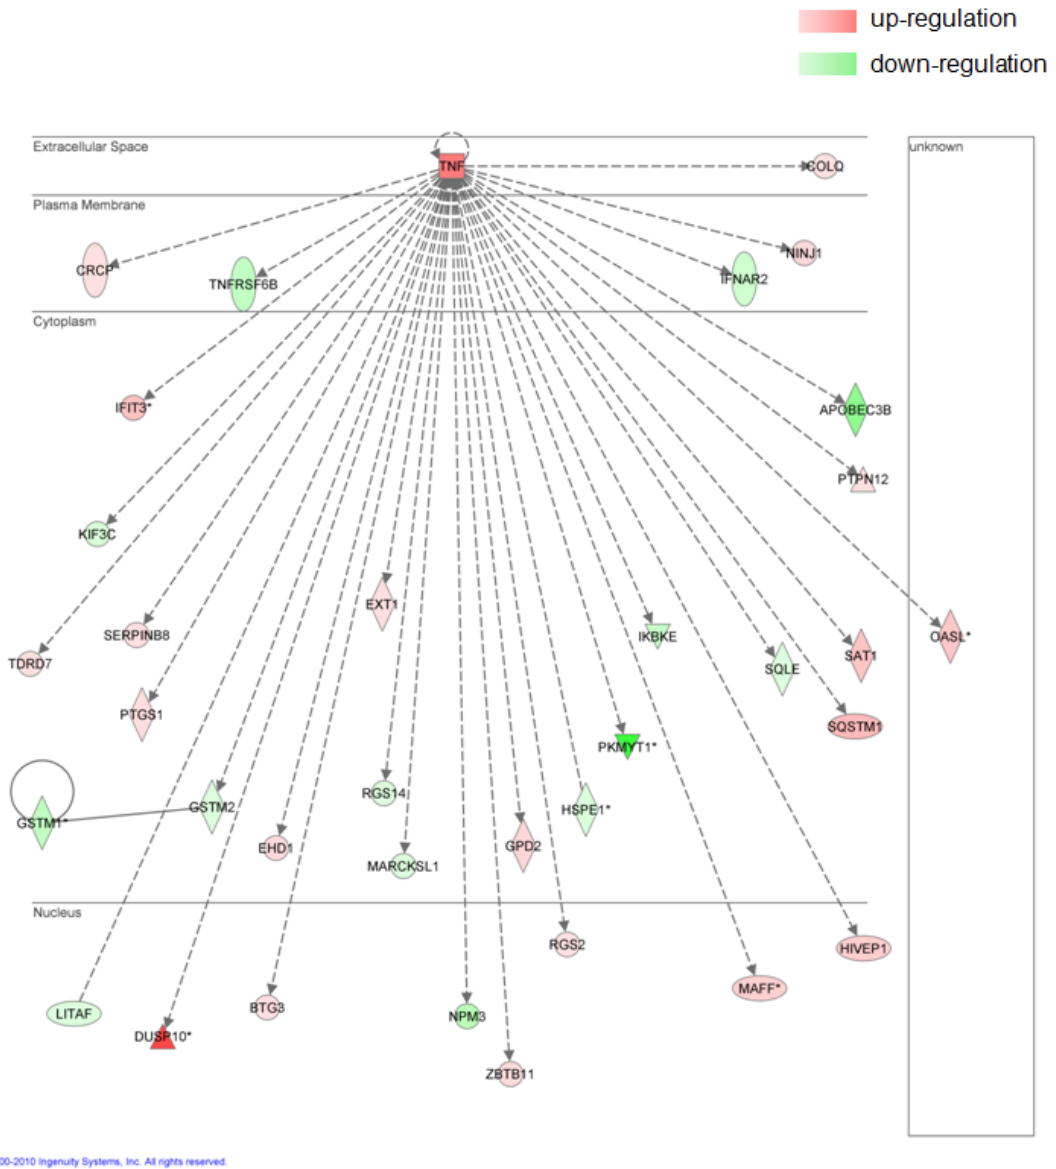 up-regulation
down-regulation
Extracellular Space
unknown
TNF
COLQ
Plasma Membrane
NINJ1
CRCP
TNFRSF6B
IFNAR2
Cytoplasm
IFIT3*
APOBEC3B
PTPN12
KIF3C
EXT1
SERPINB8
IKBKE
OASL*
TDRD7
SAT1
SQLE
PTGS1
SQSTM1
PKMYT1*
RGS14
GSTM2
HSPE1*
GSTM1*
EHD1
GPD2
MARCKSL1
Nucleus
RGS2
HIVEP1
MAFF*
BTG3
LITAF
NPM3
DUSP10*
ZBTB11
00-2010 Ingenuity Systems, Inc. All rights reserved.